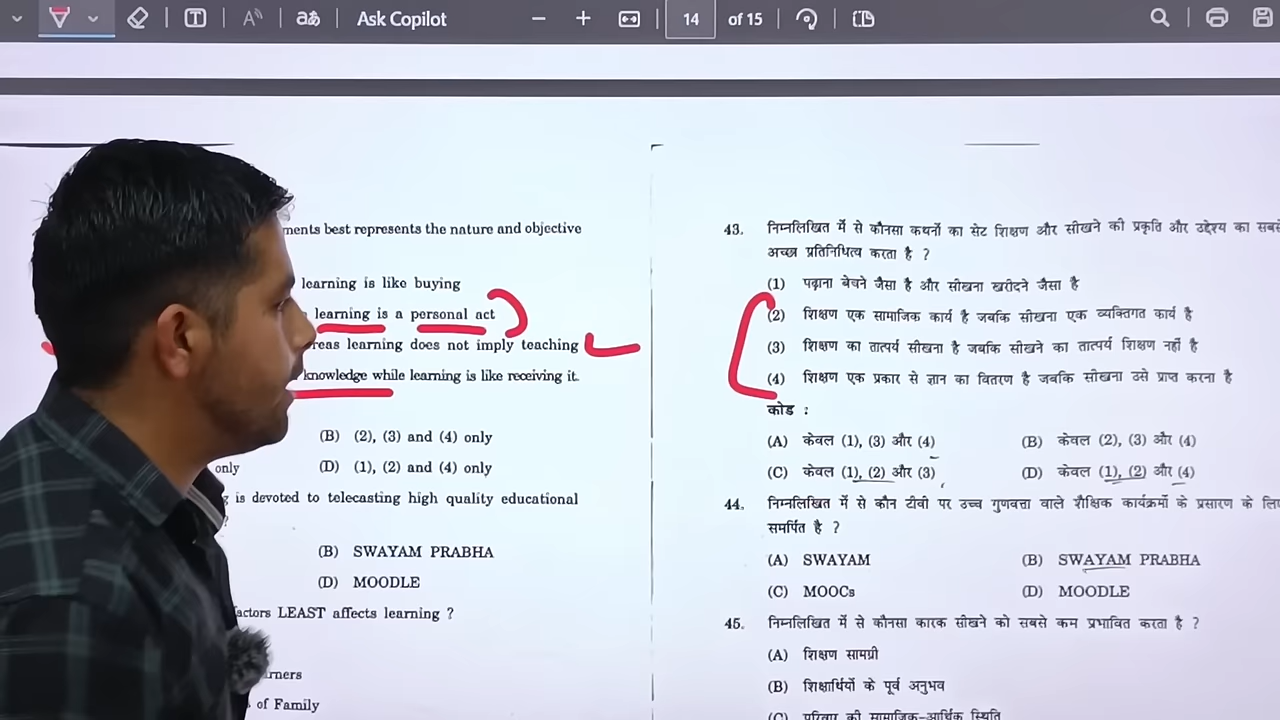 Ask Copilot
14 of 15
ments best represents the nature and objective
learning is like buying
learning is a personal act
reas learning does not imply teaching
knowledge while learning is like receiving it.
(B) (2), (3) and (4) only
only (D) (1), (2) and (4) only
is devoted to telecasting high quality educational
?
(B) SWAYAM PRABHA
(D) MOODLE
actors LEAST affects learning ?
rners
of Family
43. निम्नलिखित में से कौनसा कथनों का सेट शिक्षण और सीखने की प्रकृति और उद्देश्य का सबसे
अच्छा प्रतिनिधित्व करता है ?
(1) पढ़ाना बेचने जैसा है और सीखना खरीदने जैसा है
(2) शिक्षण एक सामाजिक कार्य है जबकि सीखना एक व्यक्तिगत कार्य है
(3) शिक्षण का तात्पर्य सीखना है जबकि सीखने का तात्पर्य शिक्षण नहीं है
(4) शिक्षण एक प्रकार से ज्ञान का वितरण है जबकि सीखना उसे प्राप्त करना है
कोड :
(A) केवल (1), (3) और (4) (B) केवल (2), (3) और (4)
(C) केवल (1), (2) और (3) (D) केवल (1), (2) और (4)
44. निम्नलिखित में से कौन टीवी पर उच्च गुणवत्ता वाले शैक्षिक कार्यक्रमों के प्रसारण के लिए
समर्पित है ?
(A) SWAYAM (B) SWAYAM PRABHA
(C) MOOCs (D) MOODLE
45. निम्नलिखित में से कौनसा कारक सीखने को सबसे कम प्रभावित करता है ?
(A) शिक्षण सामग्री
(B) शिक्षार्थियों के पूर्व अनुभव
(C) परिवार की सामाजिक-आर्थिक स्थिति